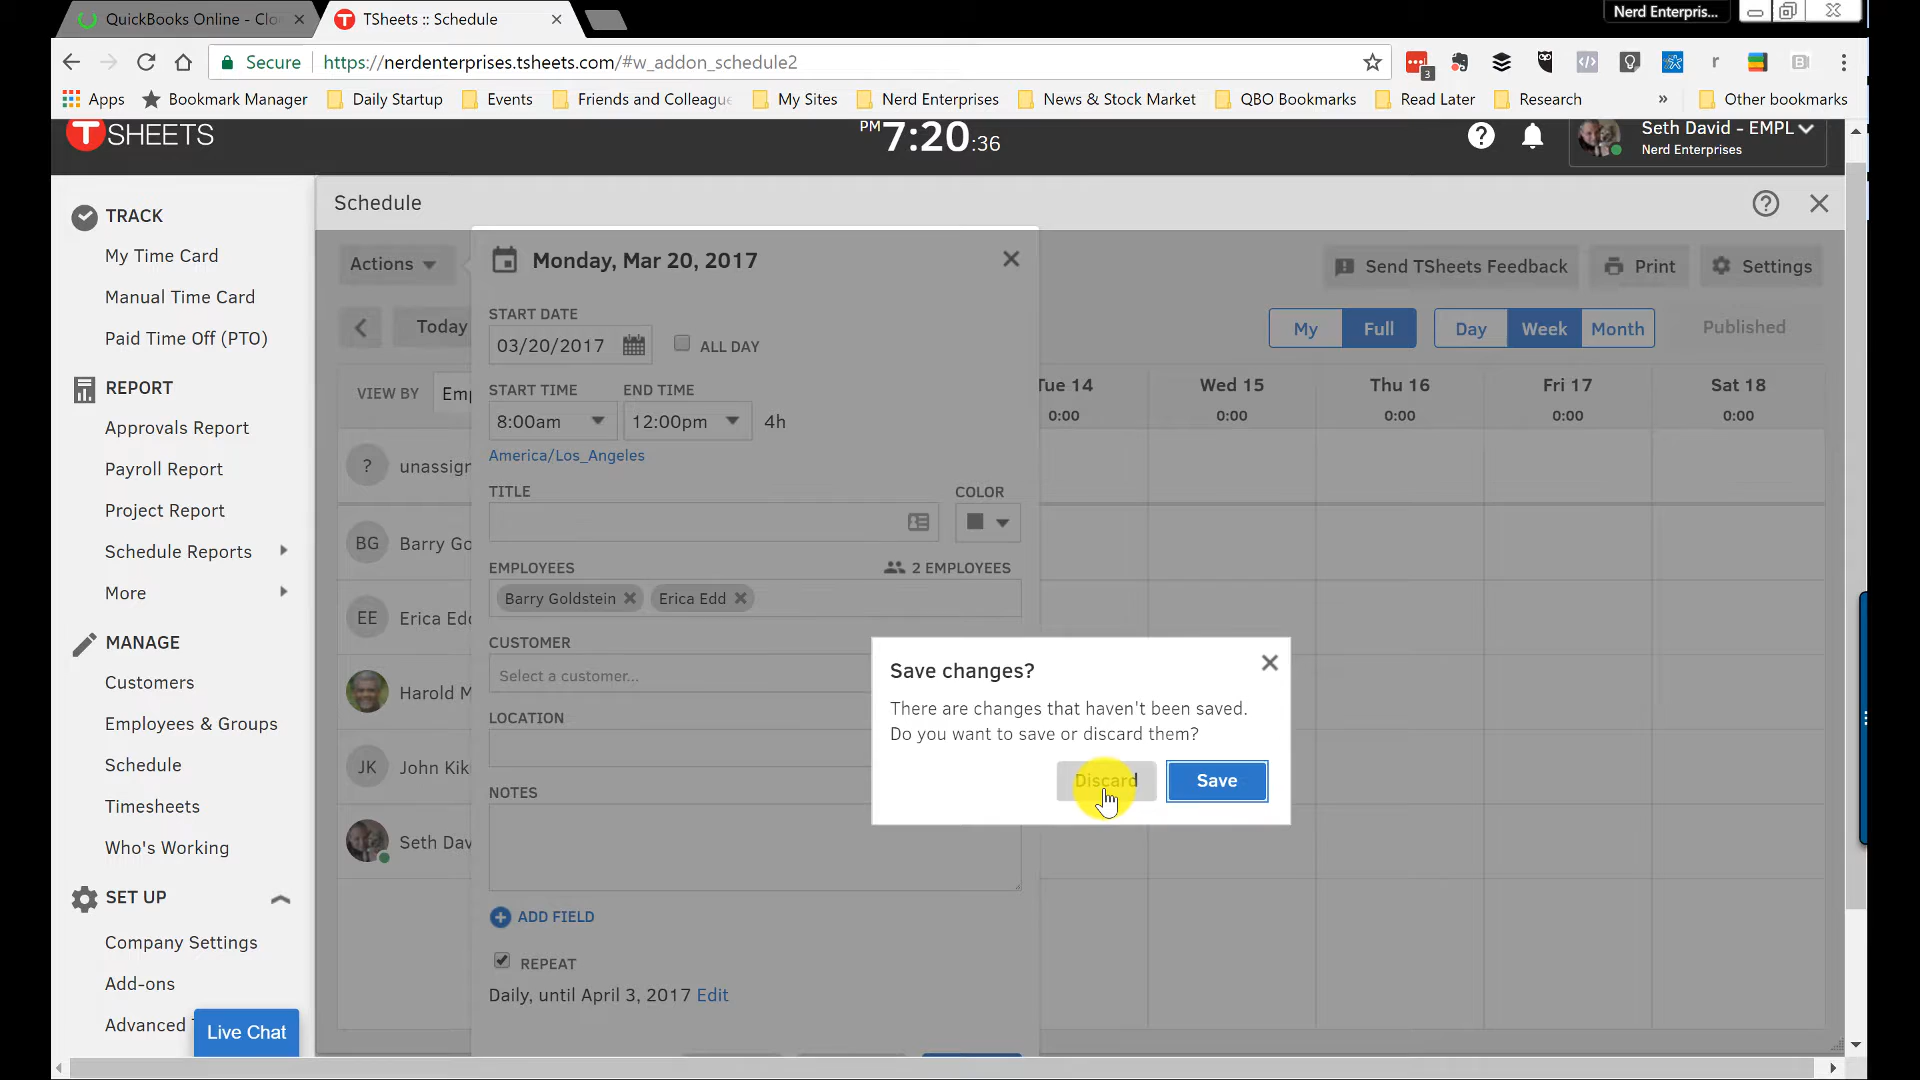 QuickBooks Online - Clo
TSheets :: Schedule
Nerd Enterpris...
Secure
https://nerdenterprises.tsheets.com/#w_addon_schedule2
3
Apps
Bookmark Manager
Daily Startup
Events
Friends and Colleagu
My Sites
Nerd Enterprises
News & Stock Market
QBO Bookmarks
Read Later
Research
»
Other bookmarks
TSHEETS
PM 7:20:36
Seth David - EMPL
Nerd Enterprises
TRACK
My Time Card
Manual Time Card
Paid Time Off (PTO)
REPORT
Approvals Report
Payroll Report
Project Report
Schedule Reports
More
MANAGE
Customers
Employees & Groups
Schedule
Timesheets
Who's Working
SET UP
Company Settings
Add-ons
Advanced
Live Chat
Schedule
Actions
Send TSheets Feedback
Print
Settings
Today
My
Full
Day
Week
Month
Published
VIEW BY
Emp
Tue 14
Wed 15
Thu 16
Fri 17
Sat 18
0:00
0:00
0:00
0:00
0:00
? unassign
BG Barry Go
EE Erica Edd
Harold M
JK John Kik
Seth Dav
Monday, Mar 20, 2017
START DATE
03/20/2017
ALL DAY
START TIME
END TIME
8:00am
12:00pm
4h
America/Los_Angeles
TITLE
COLOR
EMPLOYEES
2 EMPLOYEES
Barry Goldstein
Erica Edd
CUSTOMER
Select a customer...
LOCATION
NOTES
ADD FIELD
REPEAT
Daily, until April 3, 2017 Edit
Save changes?
There are changes that haven't been saved.
Do you want to save or discard them?
Discard
Save